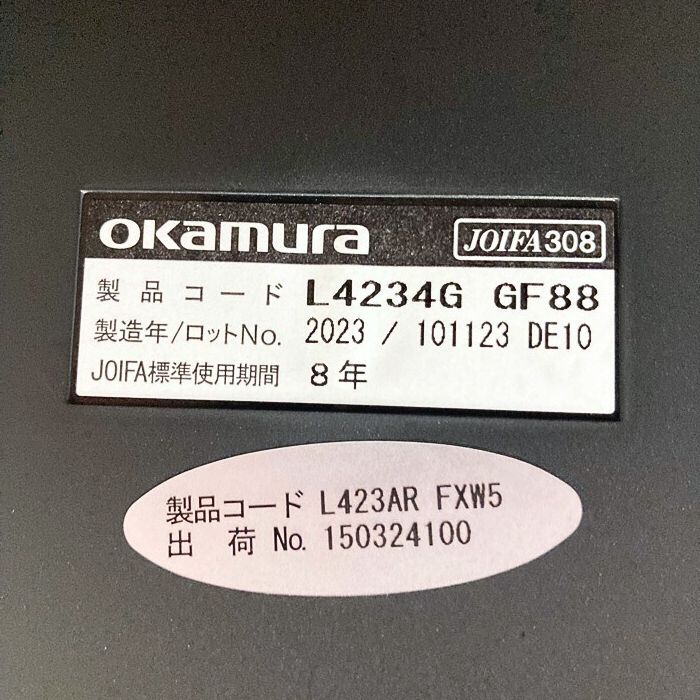 okamura JOIFA308
製品コード L4234G GF88
製造年/ロットNo. 2023 / 101123 DE10
JOIFA標準使用期間 8年
製品コード L423AR FXW5
出荷 No. 150324100